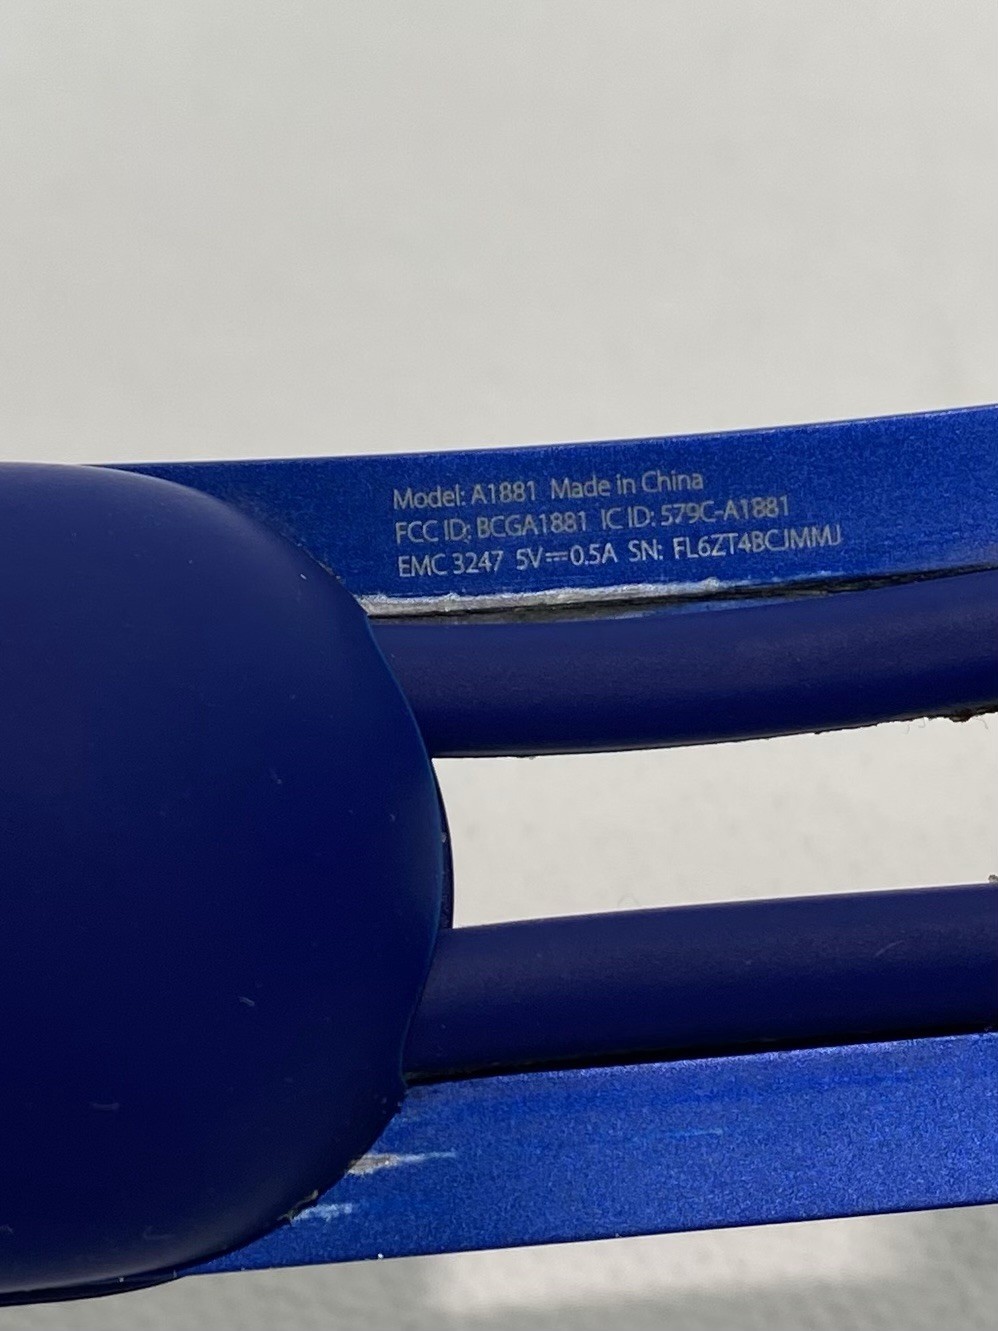 Model: A1881 Made in China
FCC ID: BCGA1881 IC ID: 579C-A1881
EMC 3247 5V⎓0.5A SN: FL6ZT4BCJMMJ